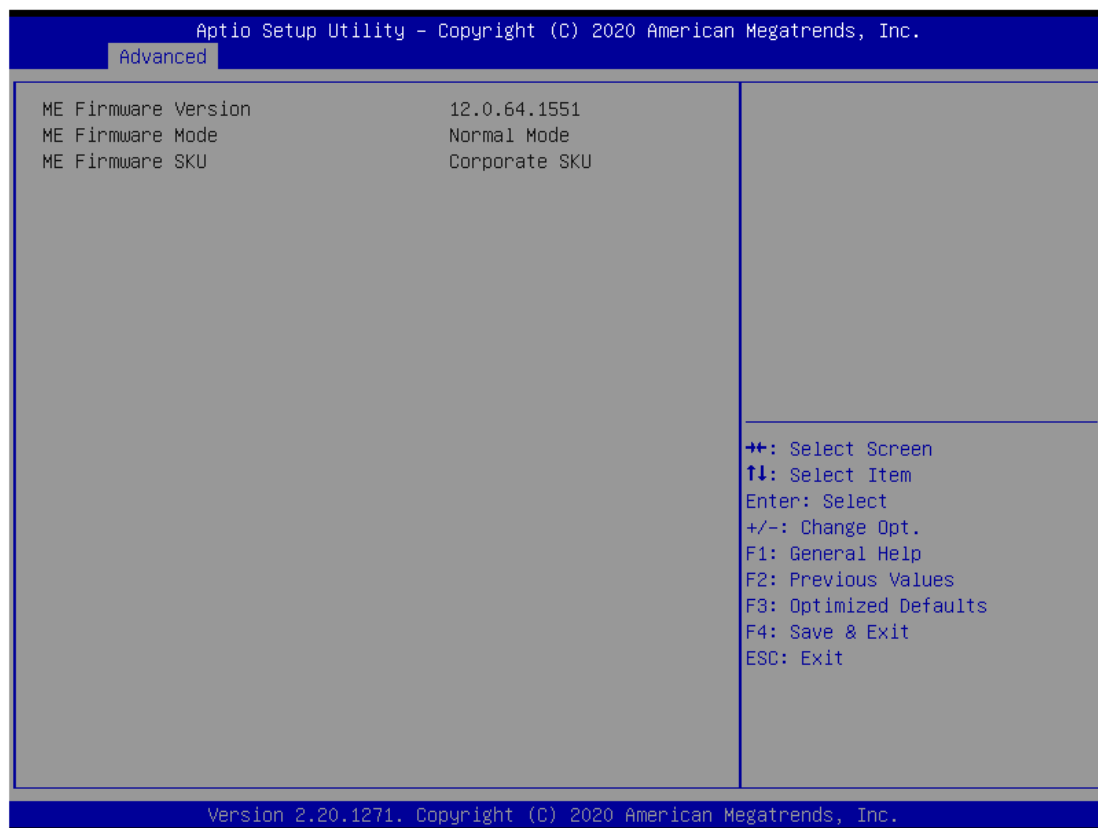 Aptio Setup Utility – Copyright (C) 2020 American Megatrends, Inc.
Advanced
ME Firmware Version 12.0.64.1551
ME Firmware Mode Normal Mode
ME Firmware SKU Corporate SKU
→←: Select Screen
↑↓: Select Item
Enter: Select
+/-: Change Opt.
F1: General Help
F2: Previous Values
F3: Optimized Defaults
F4: Save & Exit
ESC: Exit
Version 2.20.1271. Copyright (C) 2020 American Megatrends, Inc.